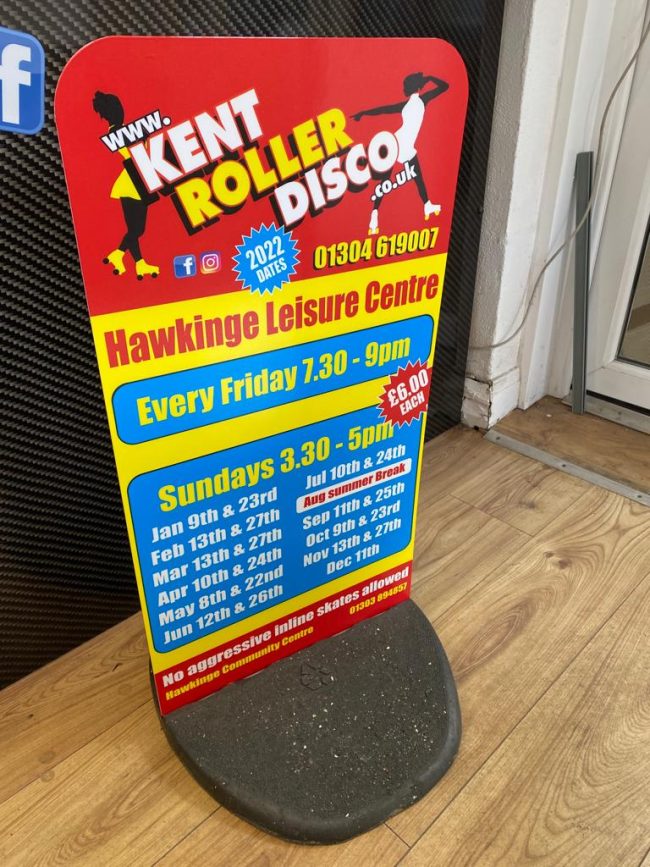 f
www.
KENT
ROLLER
DISCO
.co.uk
f
2022
DATES
01304 619007
Hawkinge Leisure Centre
Every Friday 7.30 - 9pm
£6.00
EACH
Sundays 3.30 - 5pm
Jan 9th & 23rd
Feb 13th & 27th
Mar 13th & 27th
Apr 10th & 24th
May 8th & 22nd
Jun 12th & 26th
Jul 10th & 24th
Aug summer Break
Sep 11th & 25th
Oct 9th & 23rd
Nov 13th & 27th
Dec 11th
No aggressive inline skates allowed
Hawkinge Community Centre 01303 894857